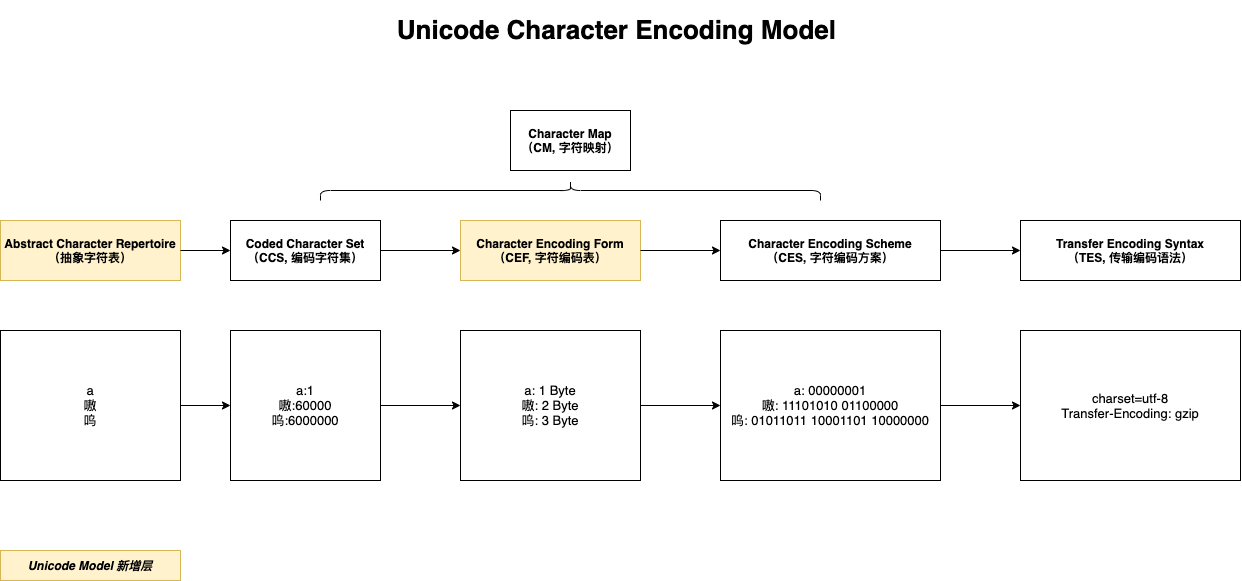 Unicode Character Encoding Model
Character Map
（CM, 字符映射）
Abstract Character Repertoire
（抽象字符表）
Coded Character Set
（CCS, 编码字符集）
Character Encoding Form
（CEF, 字符编码表）
Character Encoding Scheme
（CES, 字符编码方案）
Transfer Encoding Syntax
（TES, 传输编码语法）
a
嗷
呜
a:1
嗷:60000
呜:6000000
a: 1 Byte
嗷: 2 Byte
呜: 3 Byte
a: 00000001
嗷: 11101010 01100000
呜: 01011011 10001101 10000000
charset=utf-8
Transfer-Encoding: gzip
Unicode Model 新增层